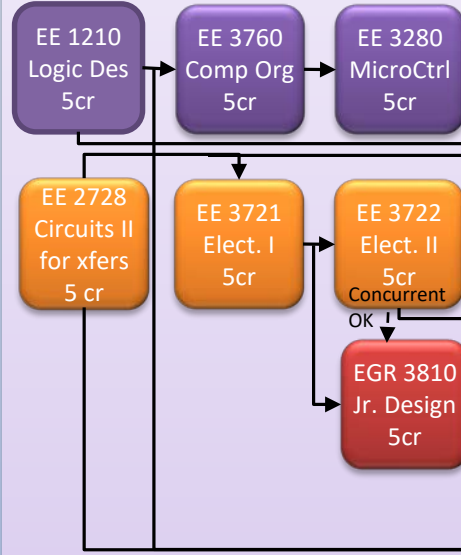 EE 1210
Logic Des
5cr
EE 3760
Comp Org
5cr
EE 3280
MicroCtrl
5cr
EE 2728
Circuits II
for xfers
5 cr
EE 3721
Elect. I
5cr
EE 3722
Elect. II
5cr
Concurrent
OK
EGR 3810
Jr. Design
5cr